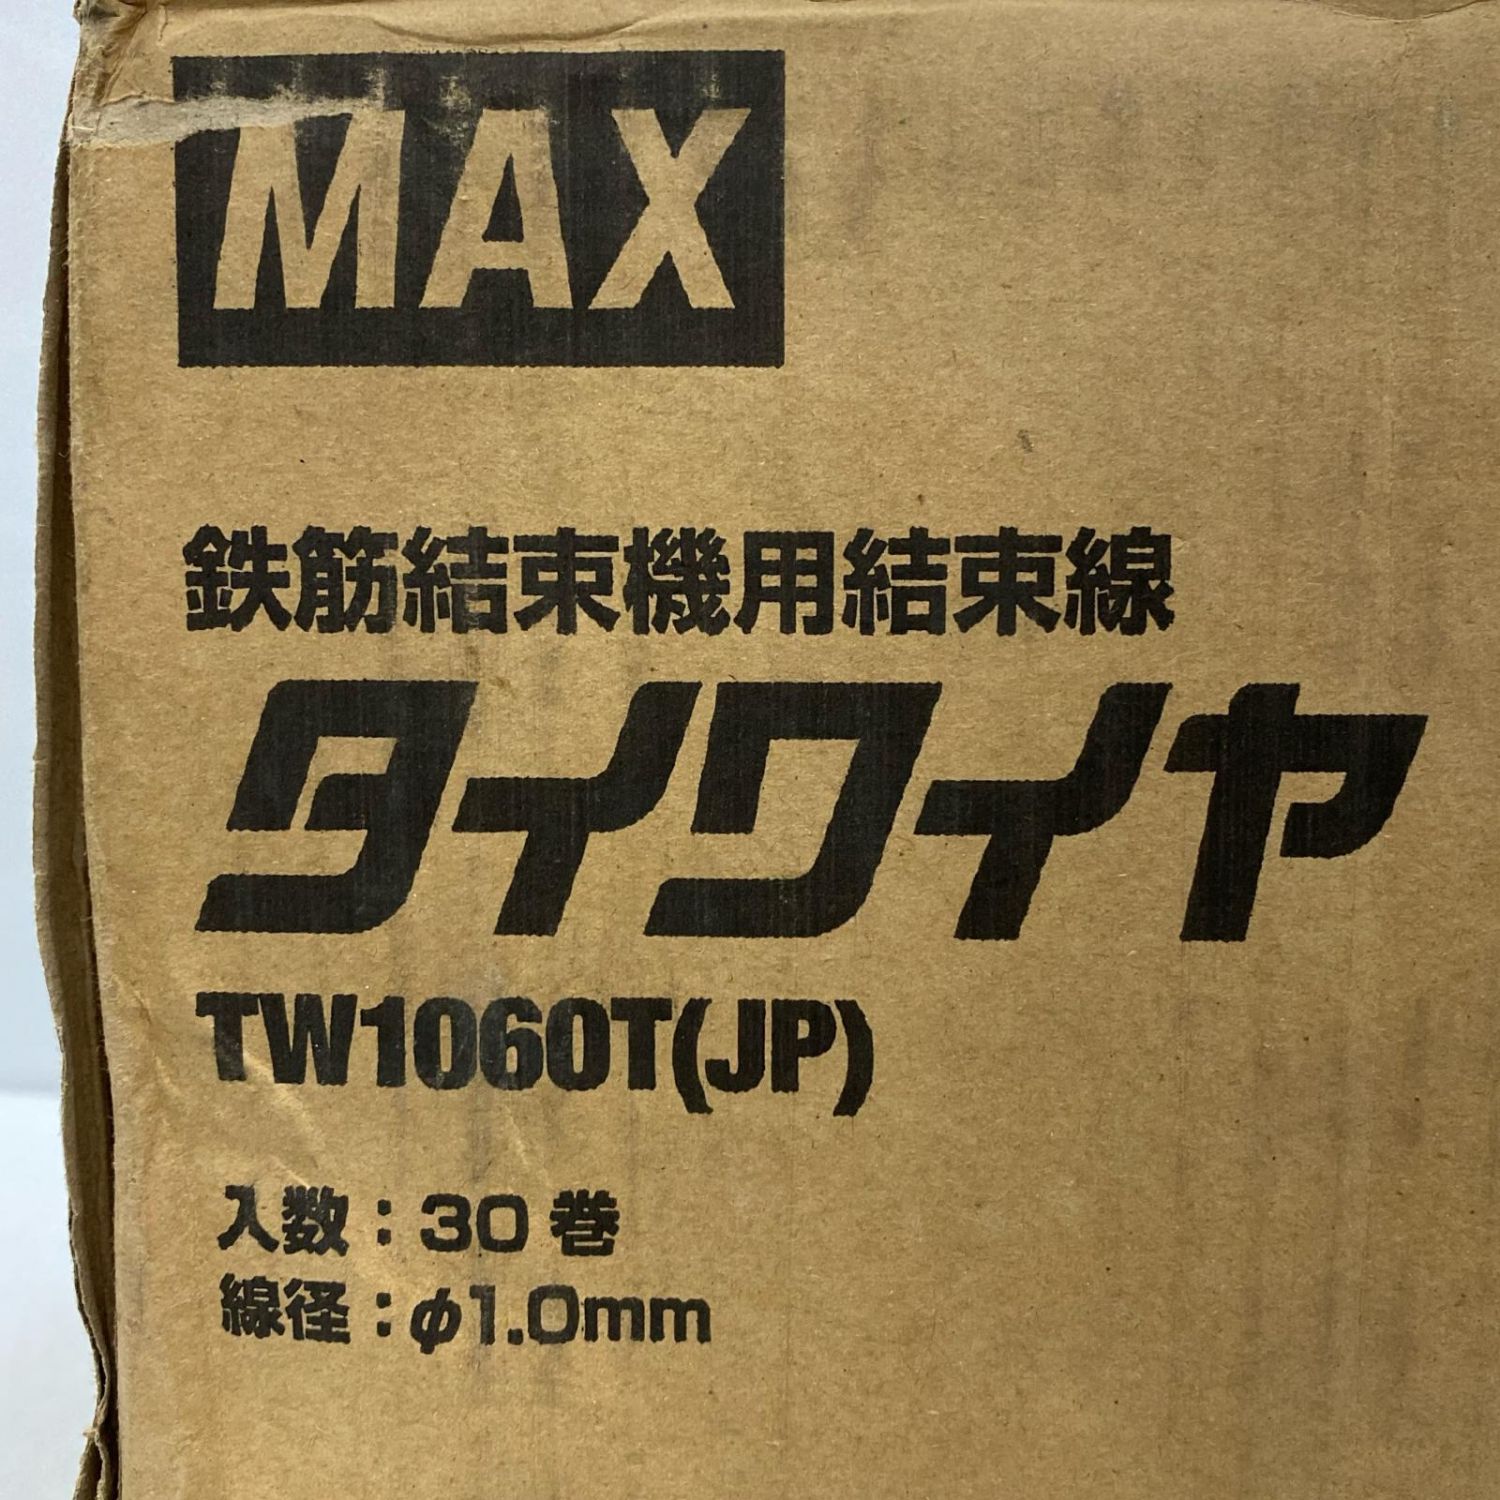 MAX
鉄筋結束機用結束線
タイワイヤ
TW1060T(JP)
入数：30巻
線径：φ1.0mm